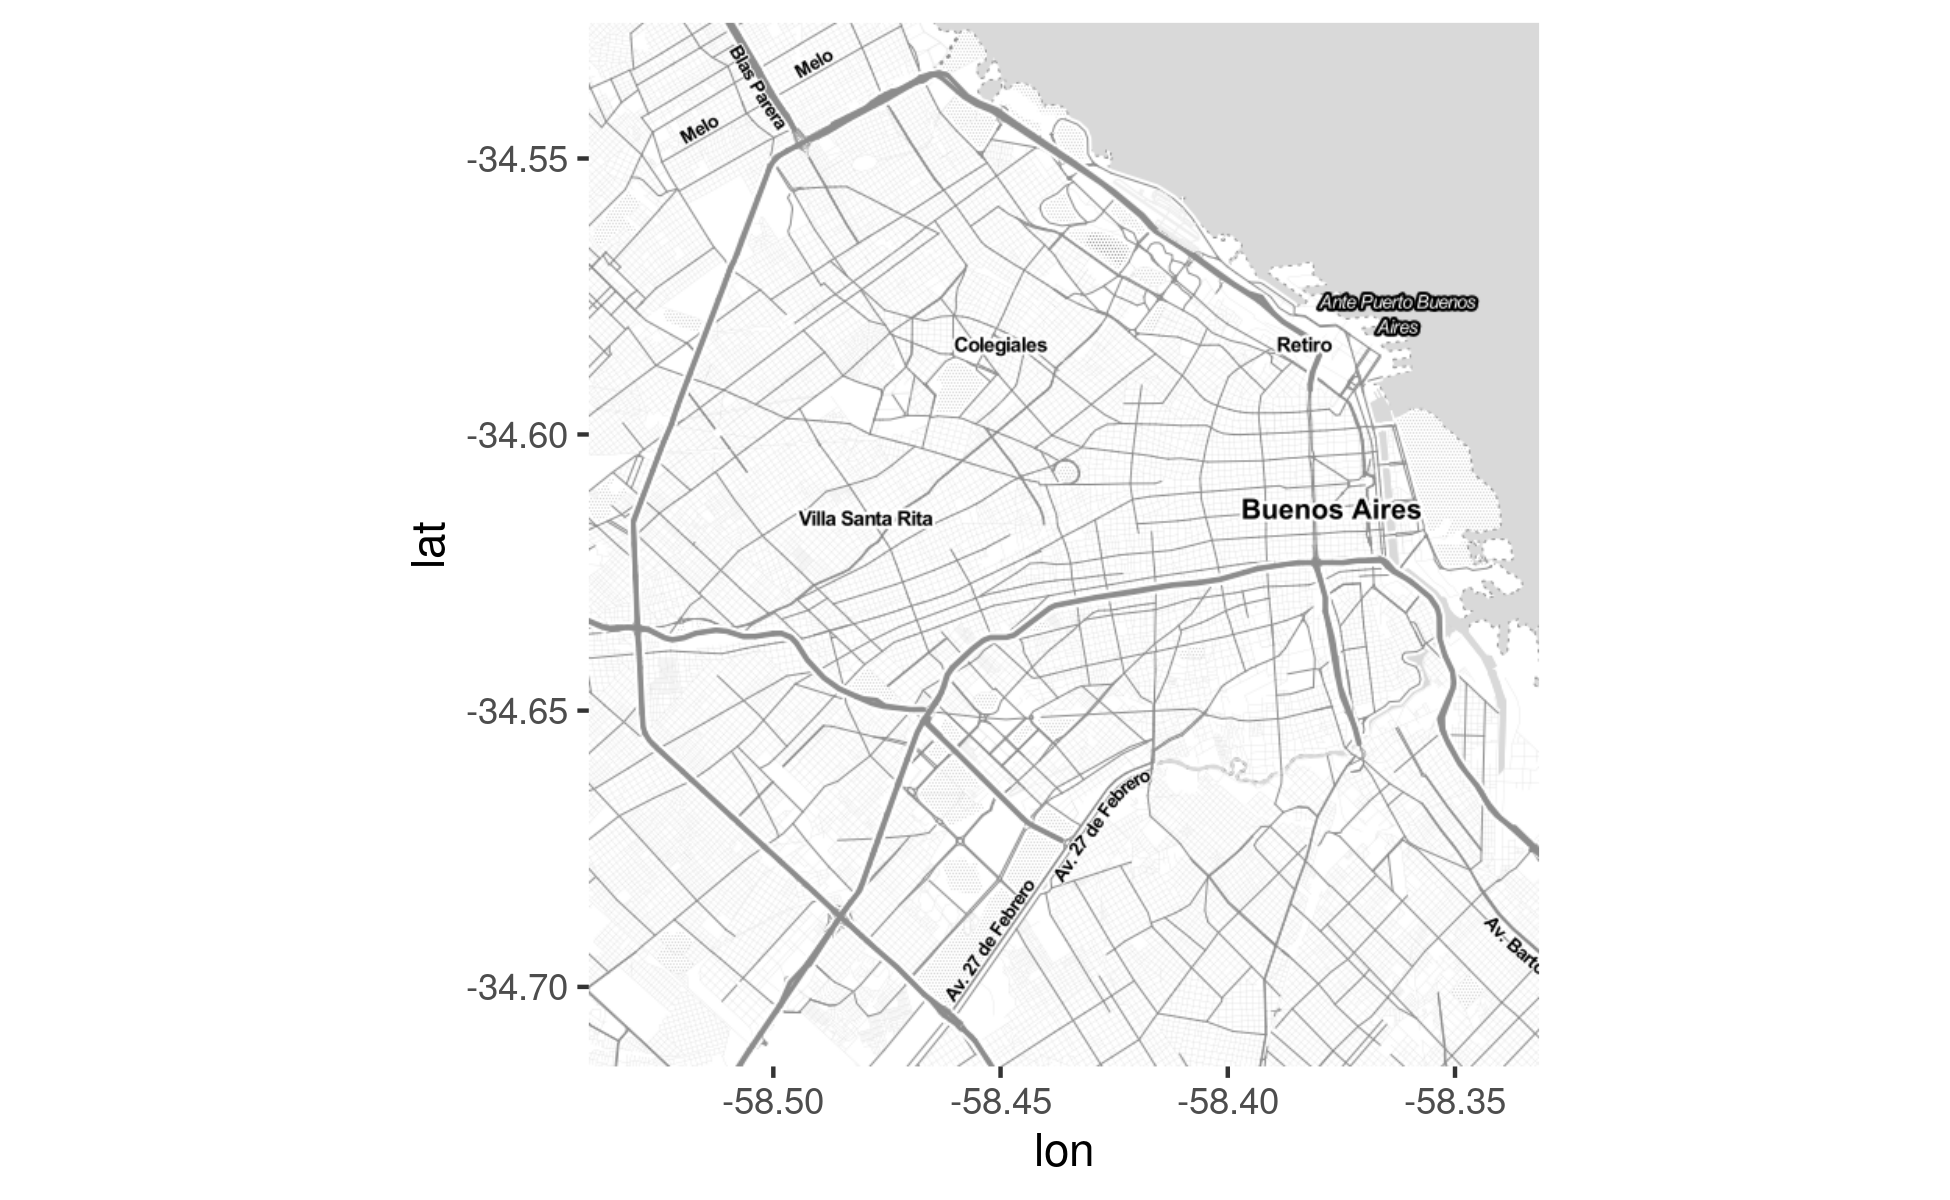 Blas Parera
Melo
Melo
-34.55
Ante Puerto Buenos
Aires
Colegiales
Retiro
-34.60
Buenos Aires
Villa Santa Rita
lat
-34.65
Av. 27 de Febrero
Av. 27 de Febrero
Av. Barto
-34.70
-58.50
-58.45
-58.40
-58.35
lon